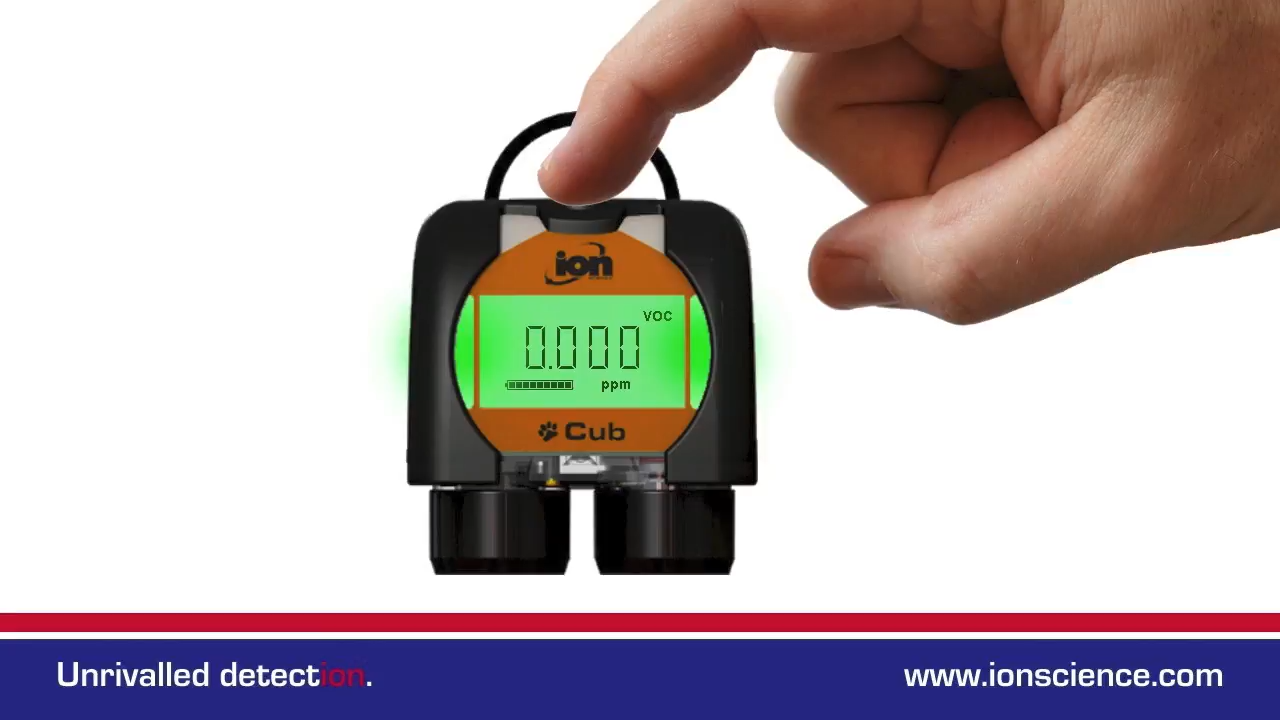 ion
VOC
0.000
ppm
Cub
Unrivalled detection.
www.ionscience.com